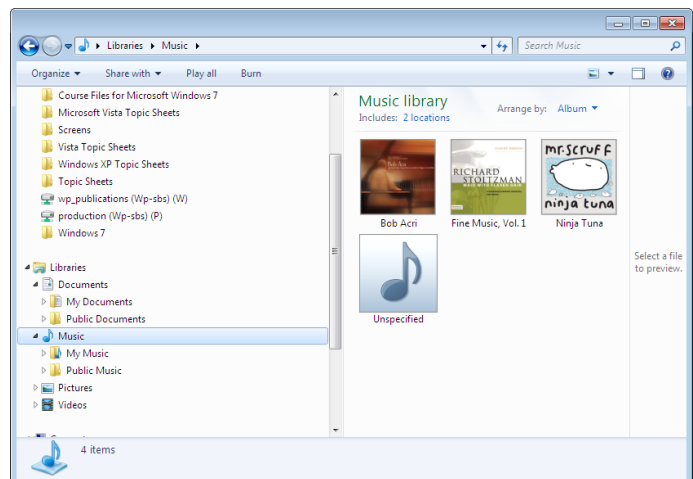 Libraries Music
Search Music
Organize Share with Play all Burn
Course Files for Microsoft Windows 7
Microsoft Vista Topic Sheets
Screens
Vista Topic Sheets
Windows XP Topic Sheets
Topic Sheets
wp_publications (Wp-sbs) (W)
production (Wp-sbs) (P)
Windows 7
Libraries
Documents
My Documents
Public Documents
Music
My Music
Public Music
Pictures
Videos
Music library
Includes: 2 locations
Arrange by: Album
Bob Acri
RICHARD
STOLTZMAN
mr.scruff
ninja tuna
Bob Acri
Fine Music, Vol. 1
Ninja Tuna
Unspecified
Select a file
to preview.
4 items